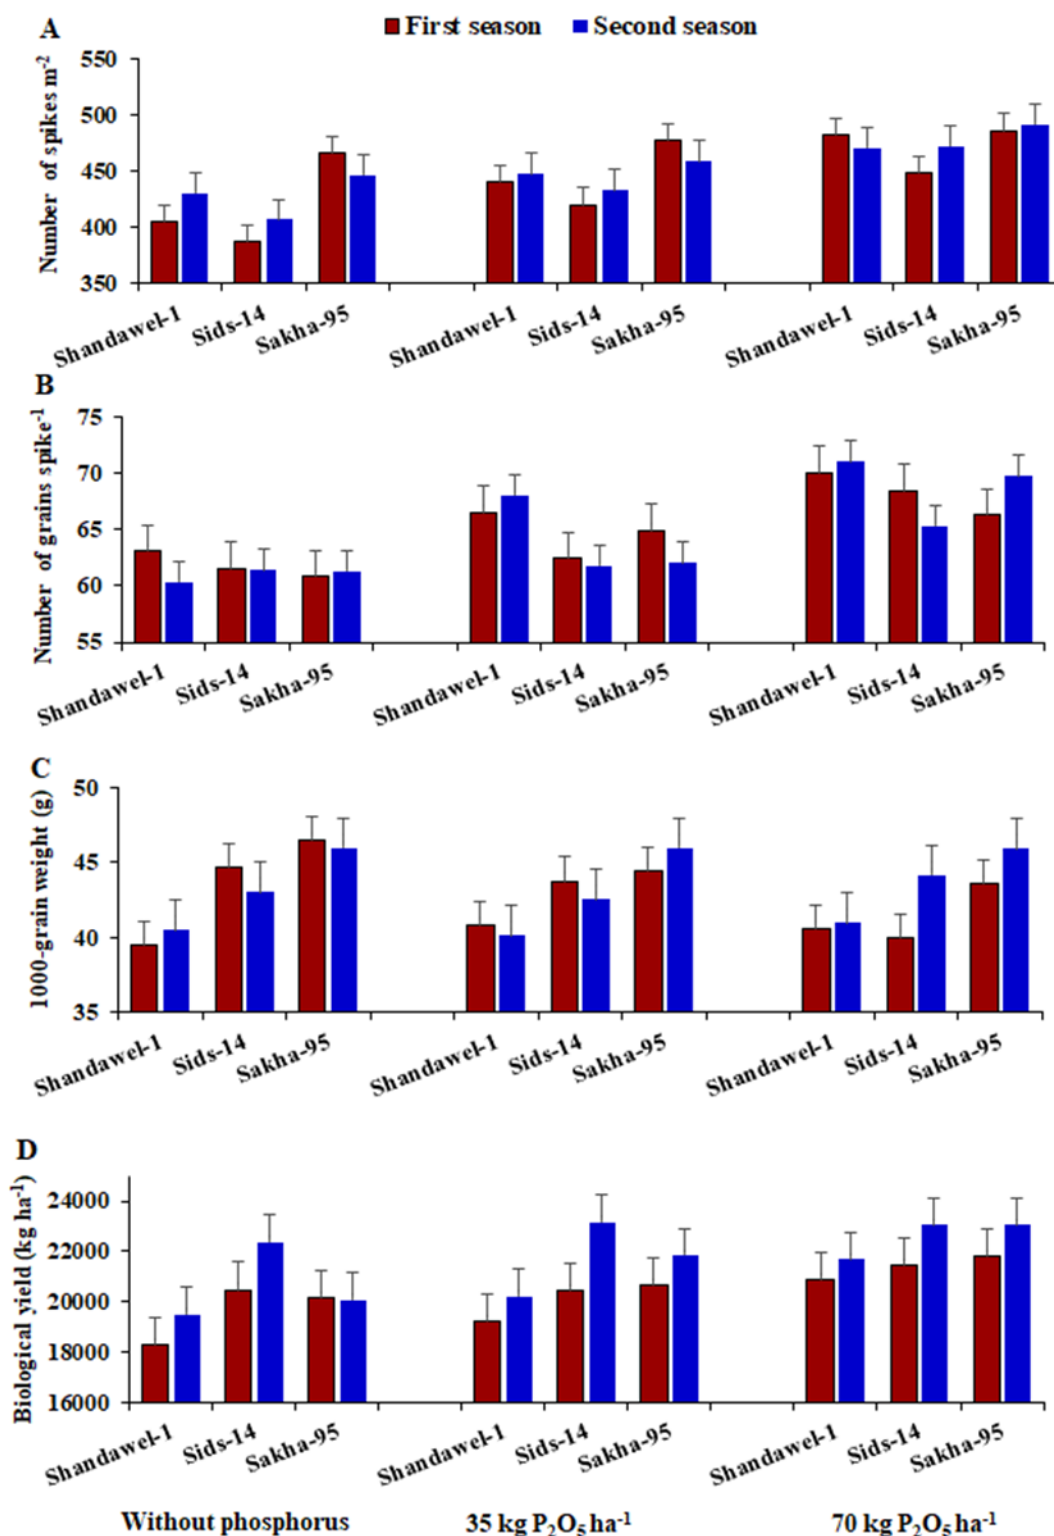 A
First season Second season
Number of spikes m-2
550
500
450
400
350
Shandawel-1 Sids-14 Sakha-95 Shandawel-1 Sids-14 Sakha-95 Shandawel-1 Sids-14 Sakha-95
B
Number of grains spike-1
75
70
65
60
55
Shandawel-1 Sids-14 Sakha-95 Shandawel-1 Sids-14 Sakha-95 Shandawel-1 Sids-14 Sakha-95
C
1000-grain weight (g)
50
45
40
35
Shandawel-1 Sids-14 Sakha-95 Shandawel-1 Sids-14 Sakha-95 Shandawel-1 Sids-14 Sakha-95
D
Biological yield (kg ha-1)
24000
22000
20000
18000
16000
Shandawel-1 Sids-14 Sakha-95 Shandawel-1 Sids-14 Sakha-95 Shandawel-1 Sids-14 Sakha-95
Without phosphorus 35 kg P2O5 ha-1 70 kg P2O5 ha-1